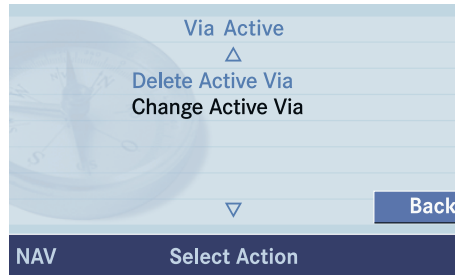 Via Active
Delete Active Via
Change Active Via
Back
NAV Select Action